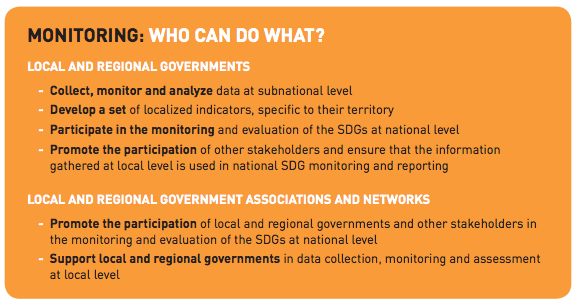 MONITORING: WHO CAN DO WHAT?
LOCAL AND REGIONAL GOVERNMENTS
- Collect, monitor and analyze data at subnational level
- Develop a set of localized indicators, specific to their territory
- Participate in the monitoring and evaluation of the SDGs at national level
- Promote the participation of other stakeholders and ensure that the information
gathered at local level is used in national SDG monitoring and reporting
LOCAL AND REGIONAL GOVERNMENT ASSOCIATIONS AND NETWORKS
- Promote the participation of local and regional governments and other stakeholders in
the monitoring and evaluation of the SDGs at national level
- Support local and regional governments in data collection, monitoring and assessment
at local level